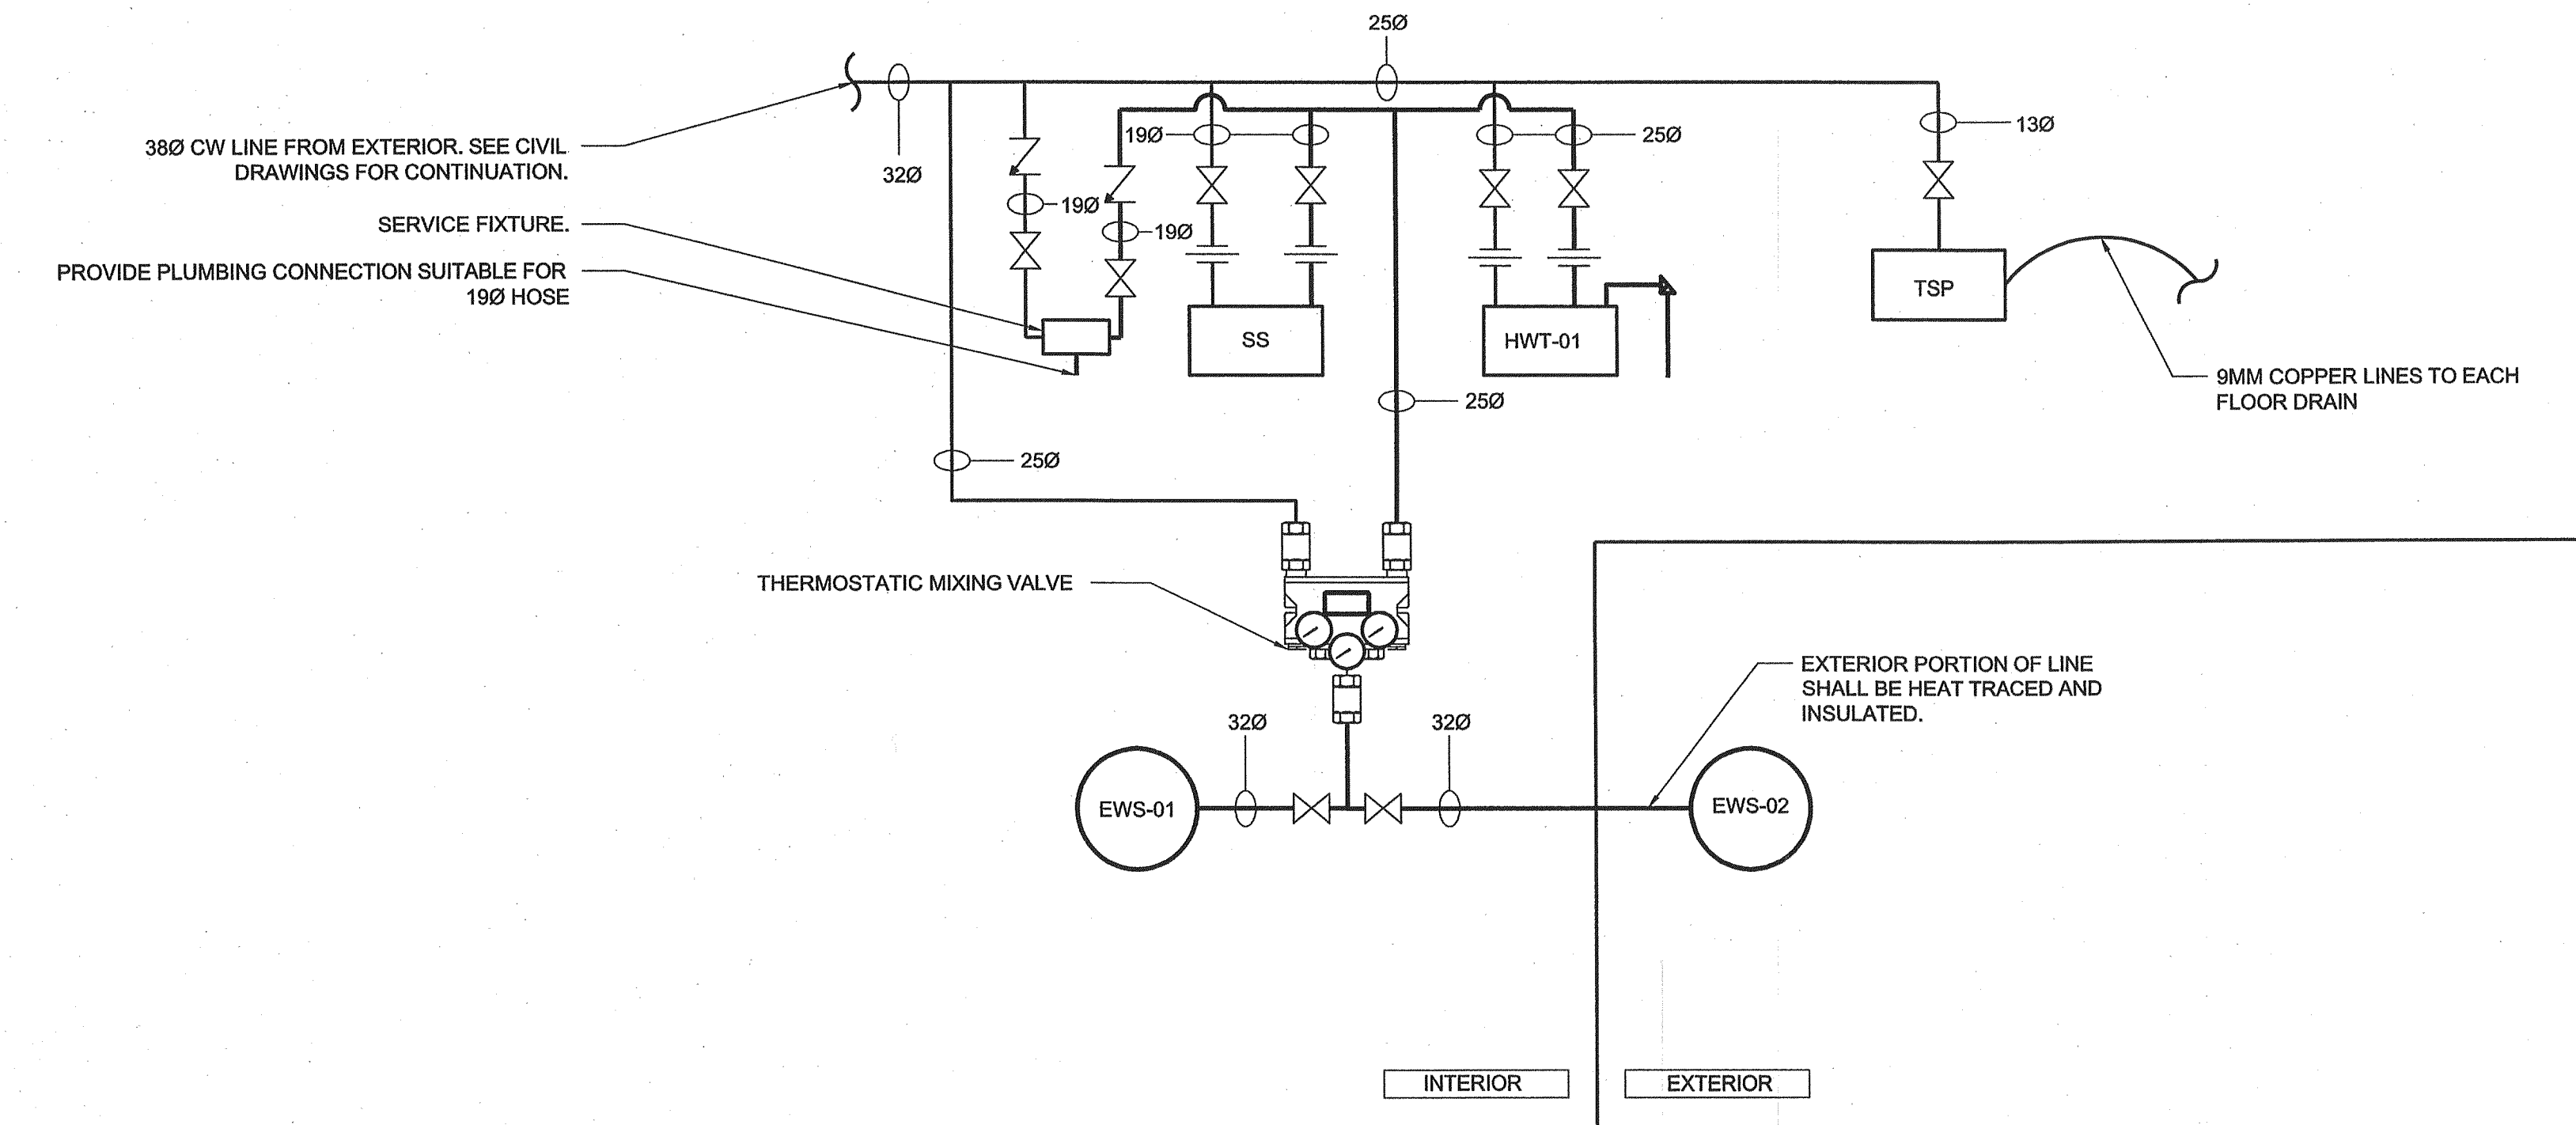 25Ø
38Ø CW LINE FROM EXTERIOR. SEE CIVIL
DRAWINGS FOR CONTINUATION.
32Ø
19Ø
25Ø
13Ø
19Ø
19Ø
SERVICE FIXTURE.
PROVIDE PLUMBING CONNECTION SUITABLE FOR
19Ø HOSE
SS
HWT-01
TSP
9MM COPPER LINES TO EACH
FLOOR DRAIN
25Ø
25Ø
THERMOSTATIC MIXING VALVE
EXTERIOR PORTION OF LINE
SHALL BE HEAT TRACED AND
INSULATED.
32Ø
32Ø
EWS-01
EWS-02
INTERIOR
EXTERIOR